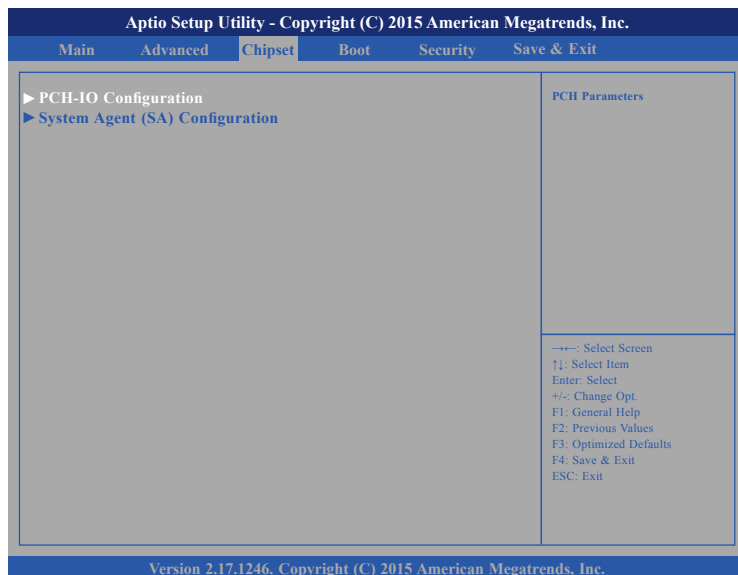 Aptio Setup Utility - Copyright (C) 2015 American Megatrends, Inc.
Main Advanced Chipset Boot Security Save & Exit
▶ PCH-IO Configuration
▶ System Agent (SA) Configuration
PCH Parameters
→←: Select Screen
↑↓: Select Item
Enter: Select
+/-: Change Opt.
F1: General Help
F2: Previous Values
F3: Optimized Defaults
F4: Save & Exit
ESC: Exit
Version 2.17.1246. Copyright (C) 2015 American Megatrends, Inc.